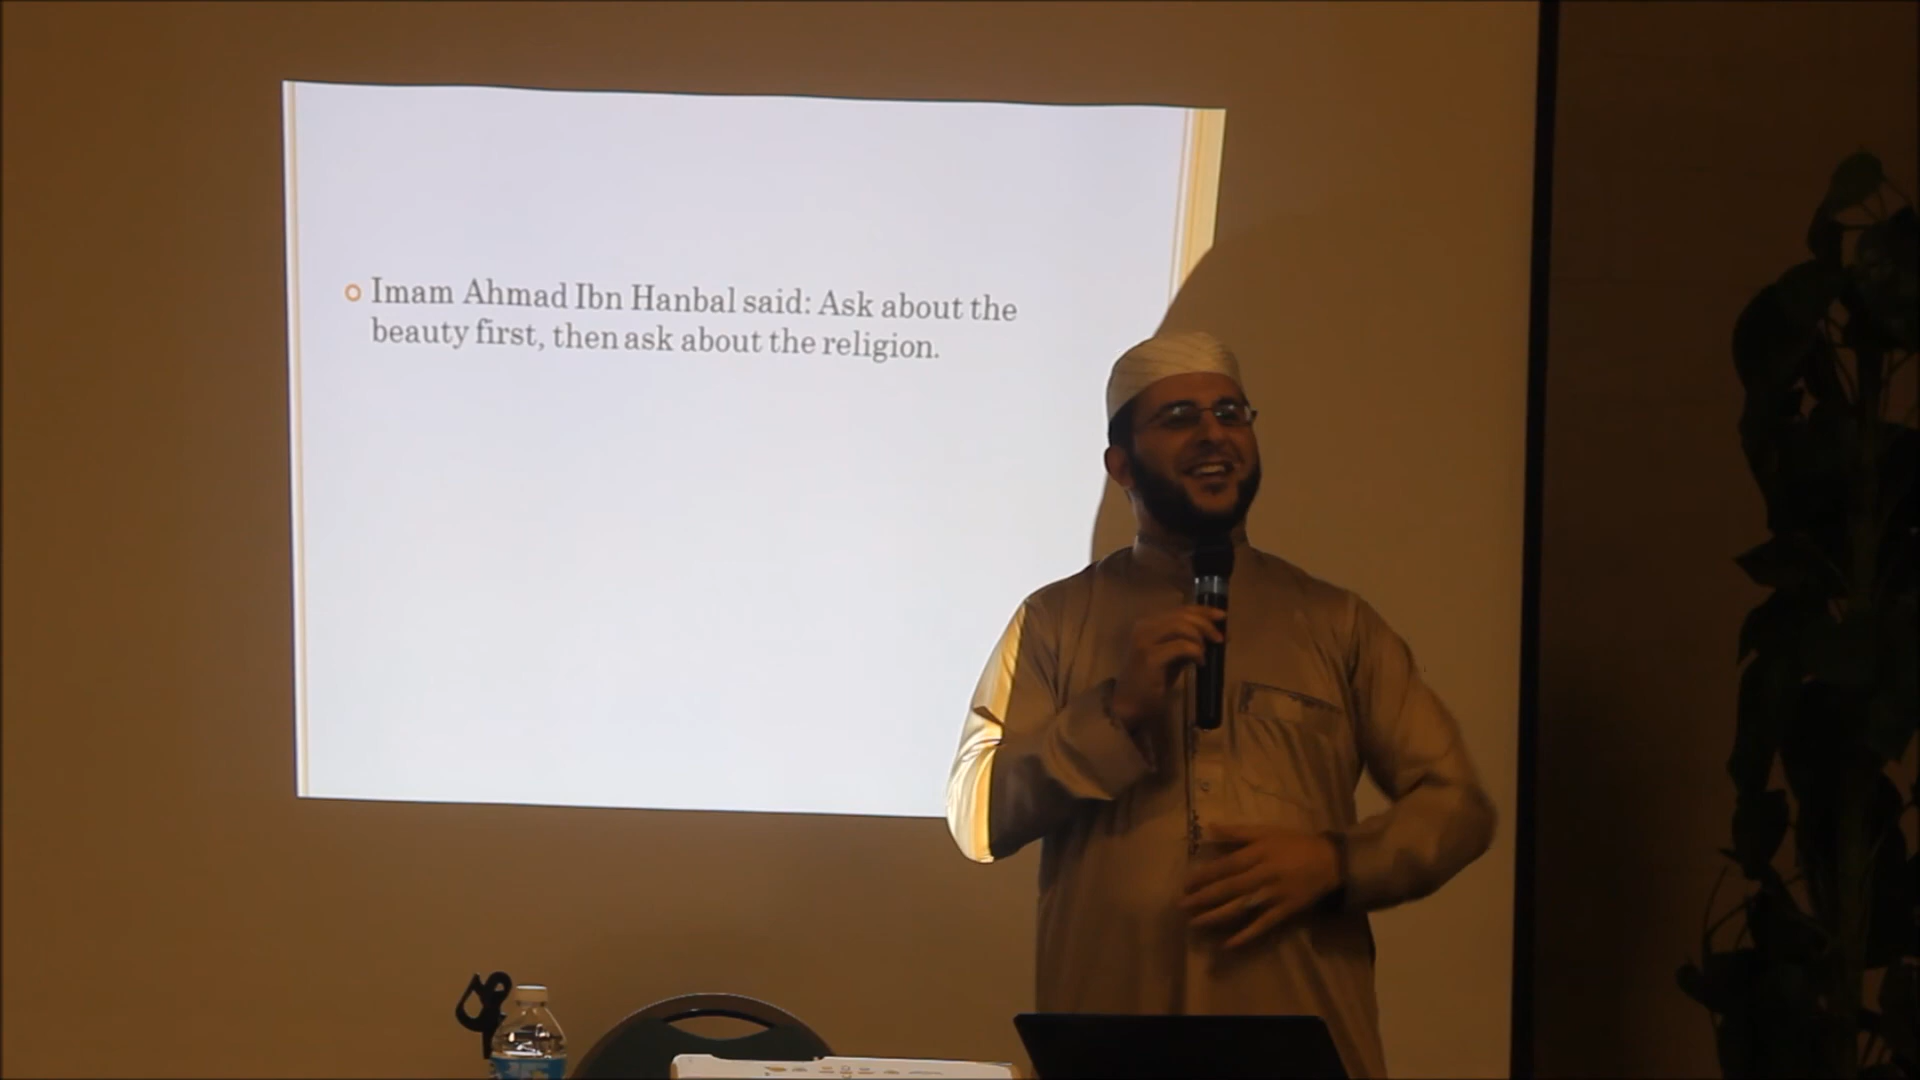 Imam Ahmad Ibn Hanbal said: Ask about the
beauty first, then ask about the religion.